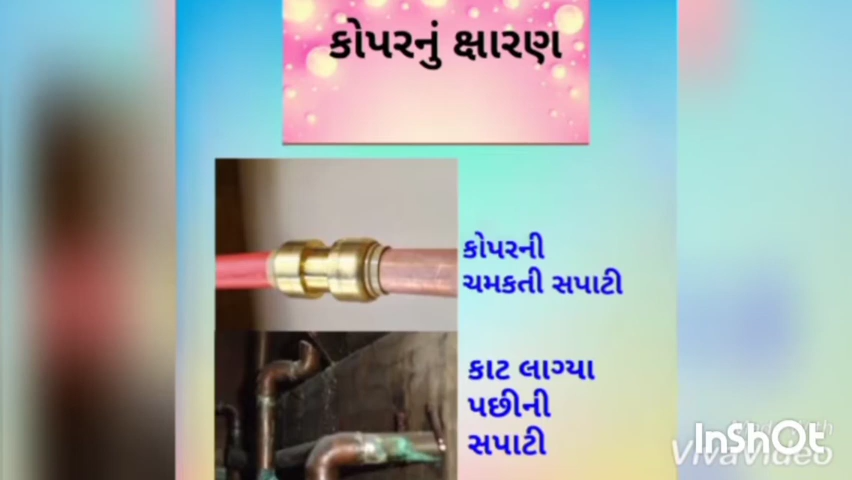 કોપરનું ક્ષારણ
કોપરની
ચમકતી સપાટી
કાટ લાગ્યા
પછીની
સપાટી
InShOt
VivaVideo